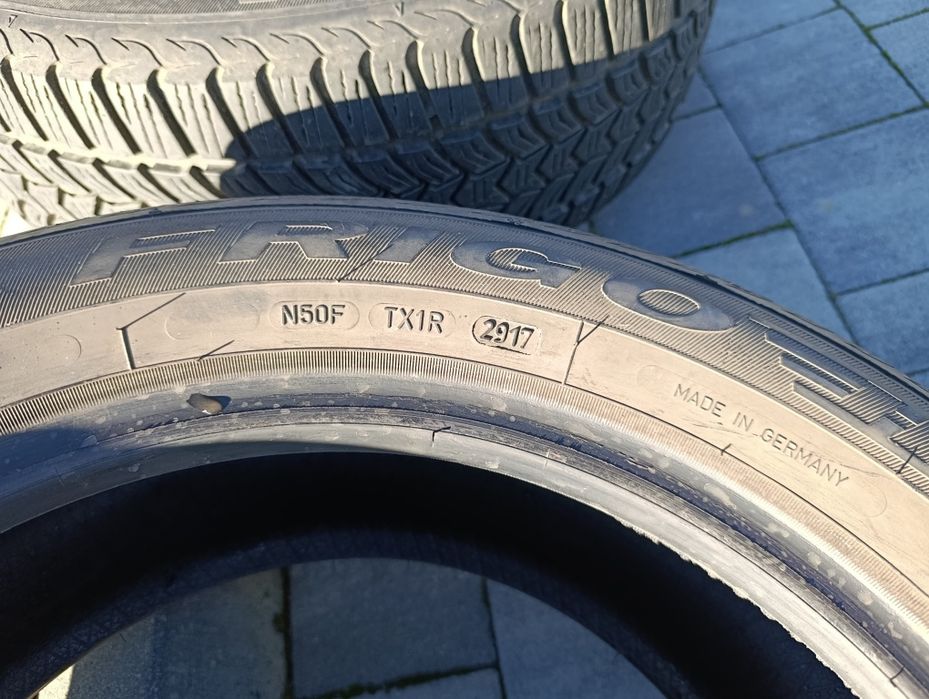 FRIGO
N50F TX1R 2917
MADE IN GERMANY